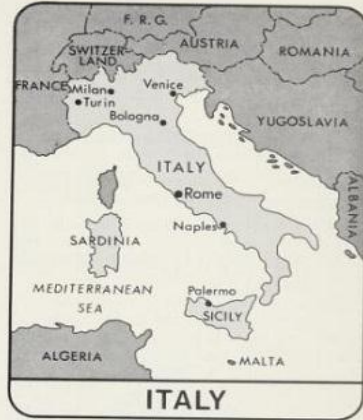 F. R. G.
SWITZER-
LAND
AUSTRIA
ROMANIA
FRANCE
Milan
Turin
Venice
Bologna
YUGOSLAVIA
ITALY
Rome
ALBANIA
Naples
SARDINIA
MEDITERRANEAN
SEA
Palermo
SICILY
ALGERIA
MALTA
ITALY